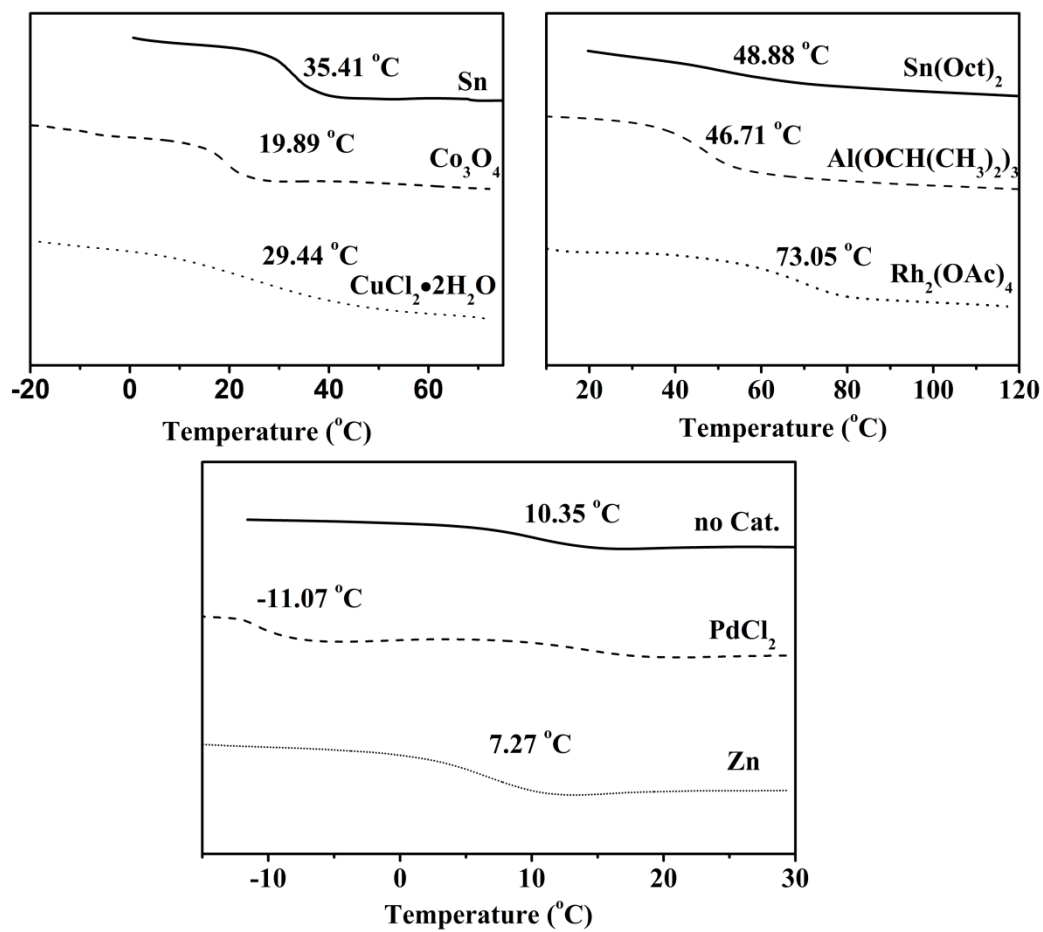 35.41 °C
Sn
19.89 °C
Co₃O₄
29.44 °C
CuCl₂•2H₂O
-20 0 20 40 60
Temperature (°C)
48.88 °C
Sn(Oct)₂
46.71 °C
Al(OCH(CH₃)₂)₃
73.05 °C
Rh₂(OAc)₄
20 40 60 80 100 120
Temperature (°C)
10.35 °C
no Cat.
-11.07 °C
PdCl₂
7.27 °C
Zn
-10 0 10 20 30
Temperature (°C)